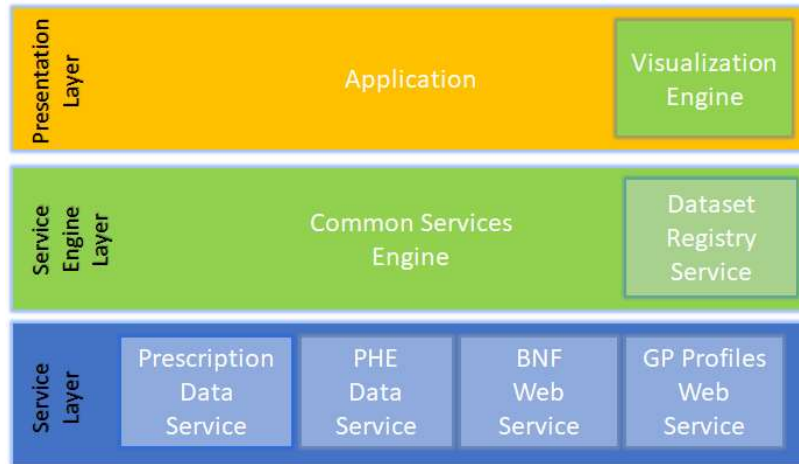 Presentation
Layer
Application
Visualization
Engine
Service
Engine
Layer
Common Services
Engine
Dataset
Registry
Service
Service
Layer
Prescription
Data
Service
PHE
Data
Service
BNF
Web
Service
GP Profiles
Web
Service